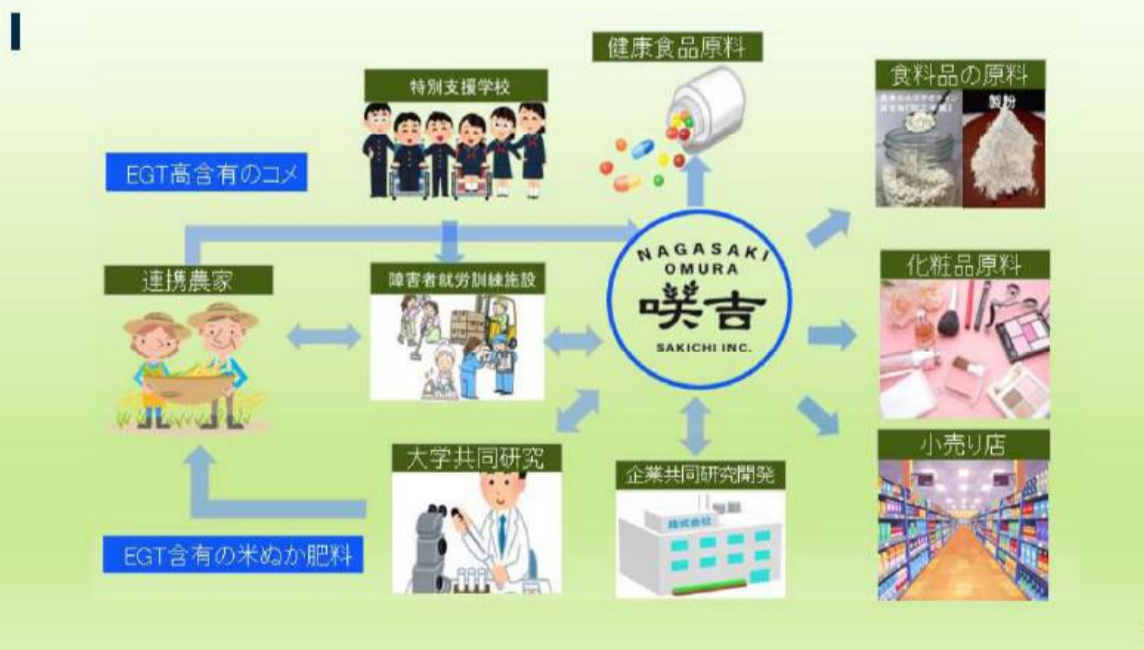 健康食品原料
特別支援学校
食料品の原料
製粉
EGT高含有のコメ
NAGASAKI
OMURA
咲吉
SAKICHI INC.
連携農家
障害者就労訓練施設
化粧品原料
大学共同研究
企業共同研究開発
株式会社
小売り店
EGT含有の米ぬか肥料